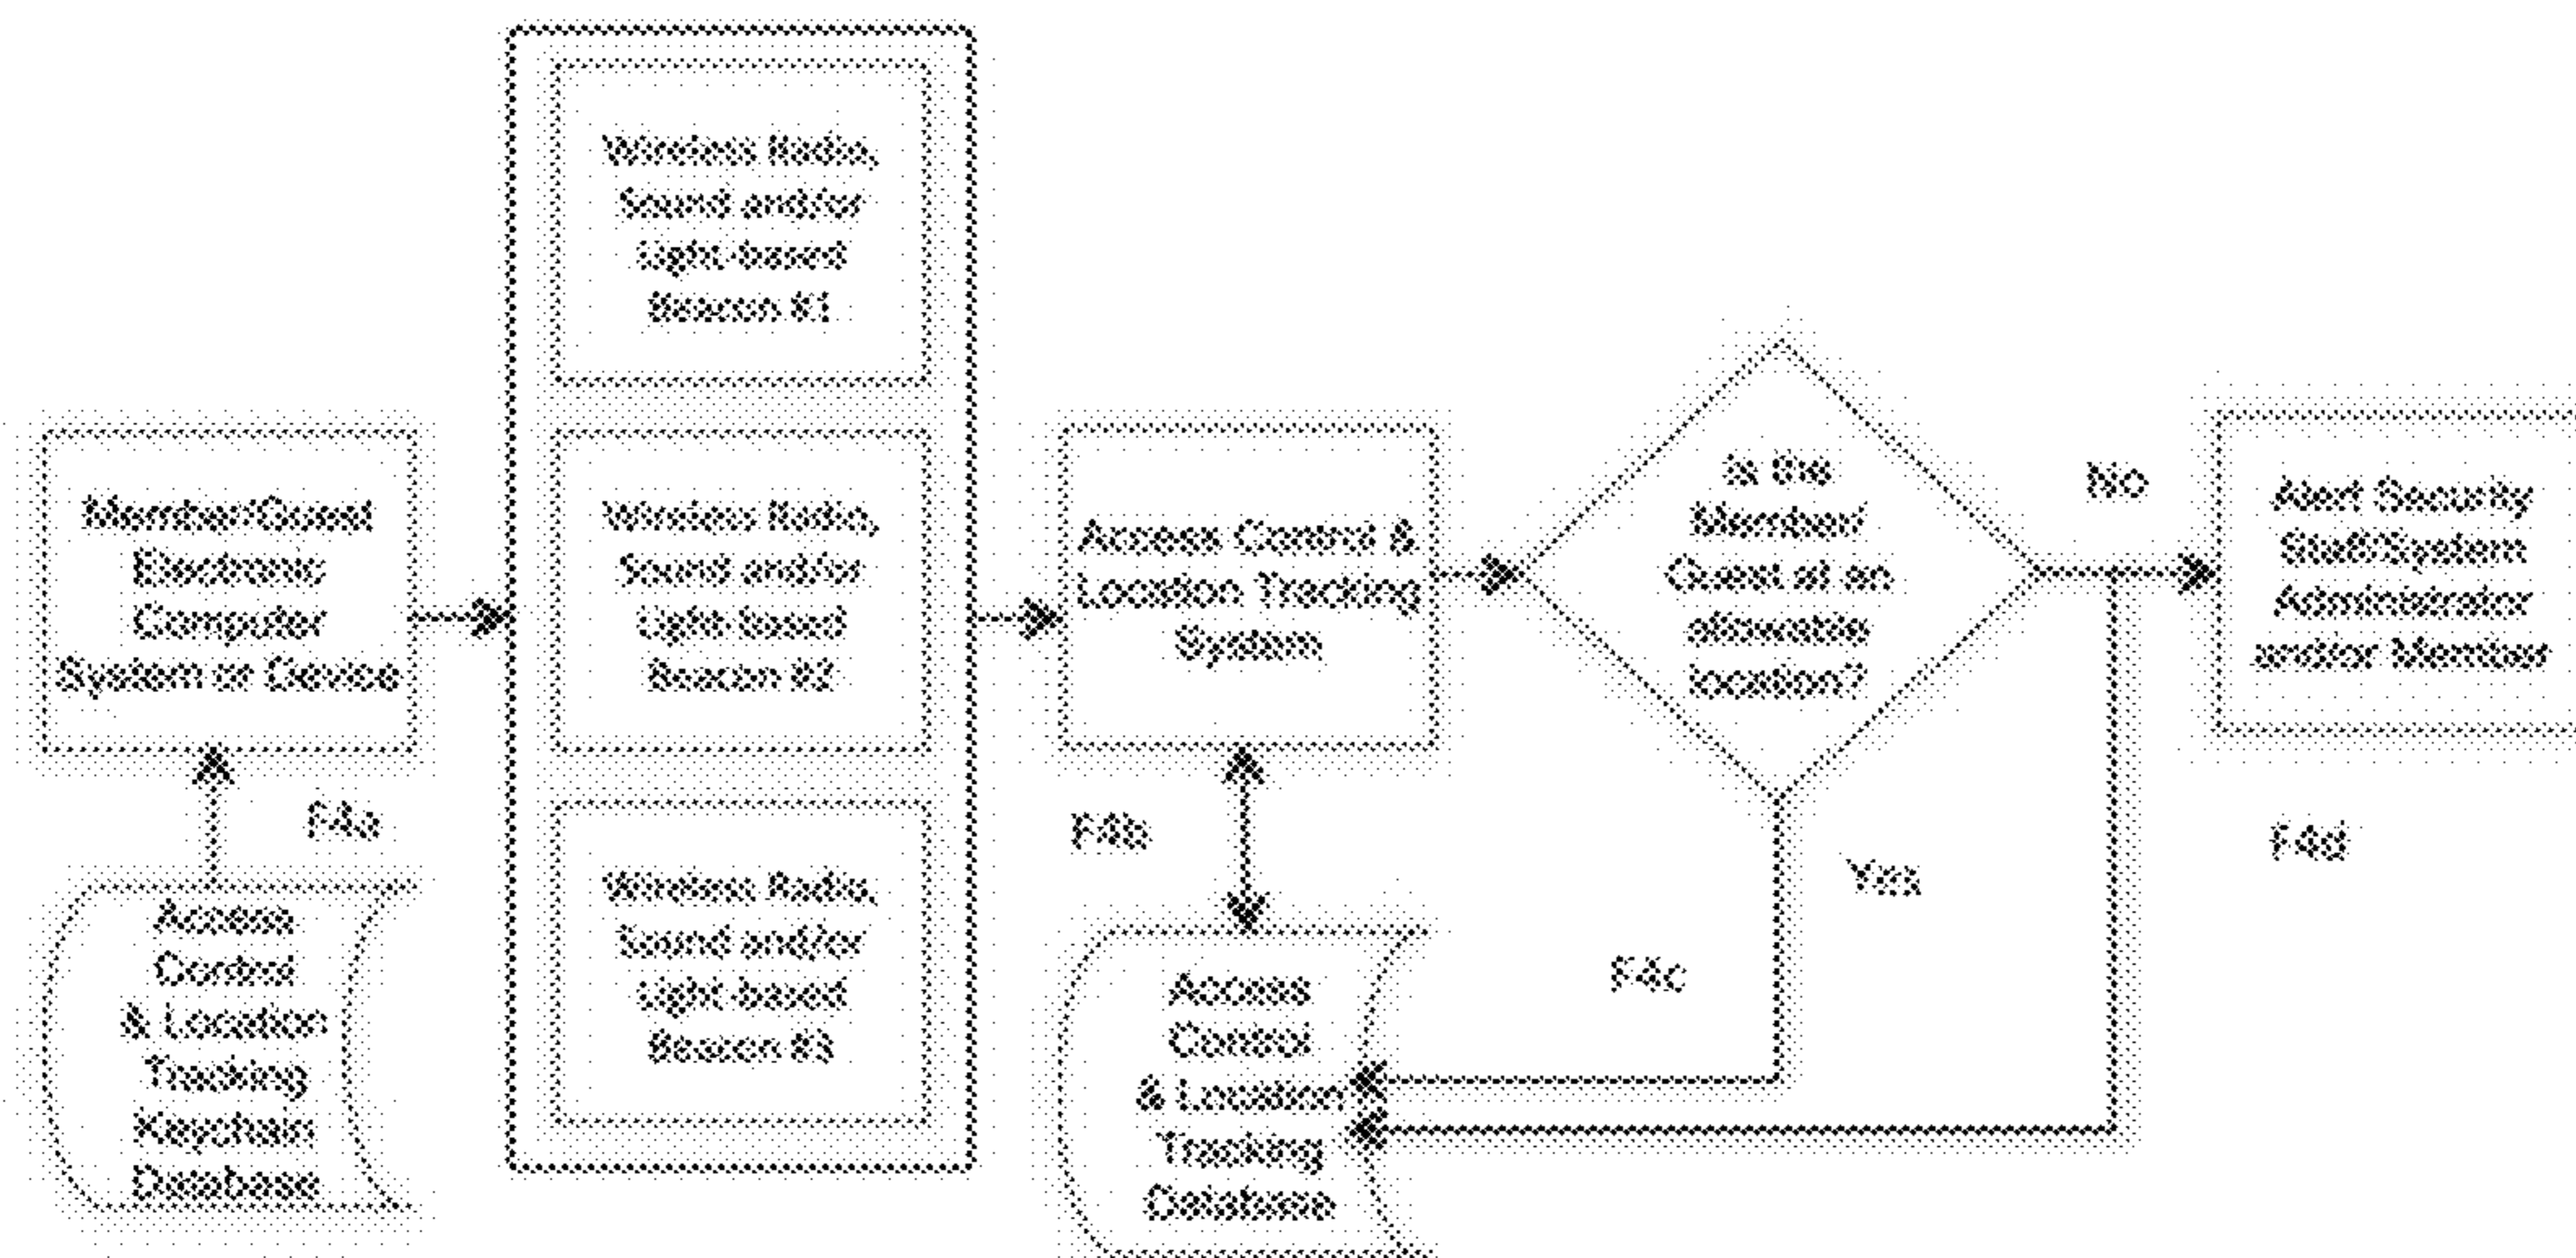 Wireless Radio,
Sound and/or
Light-based
Beacon #1
Member/Guest
Electronic
Computer
System or Device
Wireless Radio,
Sound and/or
Light-based
Beacon #2
Access Control &
Location Tracking
System
Is the
Member/
Guest at an
allowable
location?
No
Alert Security
Staff/System
Administrator
and/or Member
F4a
F4b
F4d
Yes
Wireless Radio,
Sound and/or
Light-based
Beacon #3
Access
Control
& Location
Tracking
Keychain
Database
F4c
Access
Control
& Location
Tracking
Database